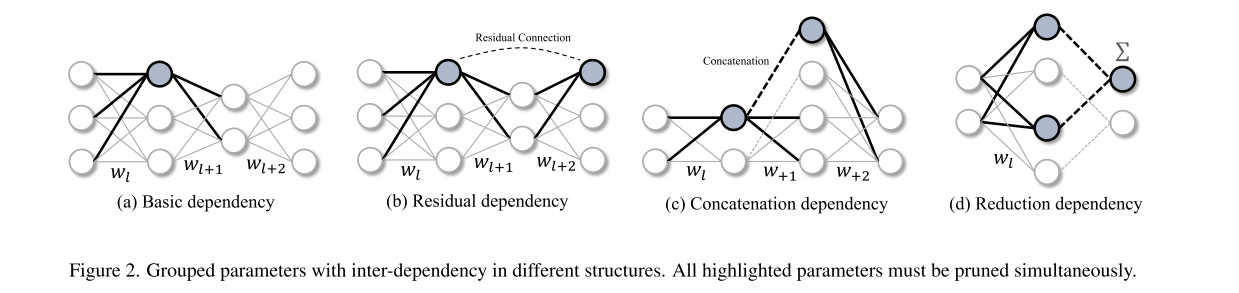 Residual Connection
Concatenation
Σ
w_l w_{l+1} w_{l+2}
w_l w_{l+1} w_{l+2}
w_l w_{+1} w_{+2}
w_l
(a) Basic dependency
(b) Residual dependency
(c) Concatenation dependency
(d) Reduction dependency
Figure 2. Grouped parameters with inter-dependency in different structures. All highlighted parameters must be pruned simultaneously.